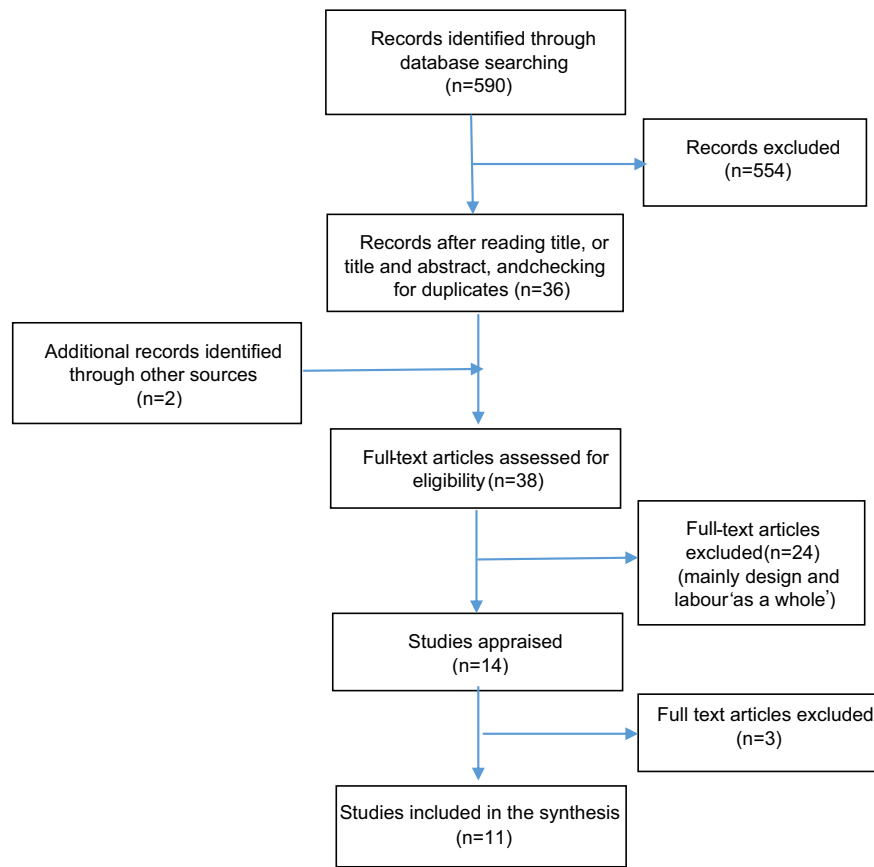 Records identified through
database searching
(n=590)
Records excluded
(n=554)
Records after reading title, or
title and abstract, andchecking
for duplicates (n=36)
Additional records identified
through other sources
(n=2)
Full-text articles assessed for
eligibility (n=38)
Full-text articles
excluded(n=24)
(mainly design and
labour‘as a whole’)
Studies appraised
(n=14)
Full text articles excluded
(n=3)
Studies included in the synthesis
(n=11)